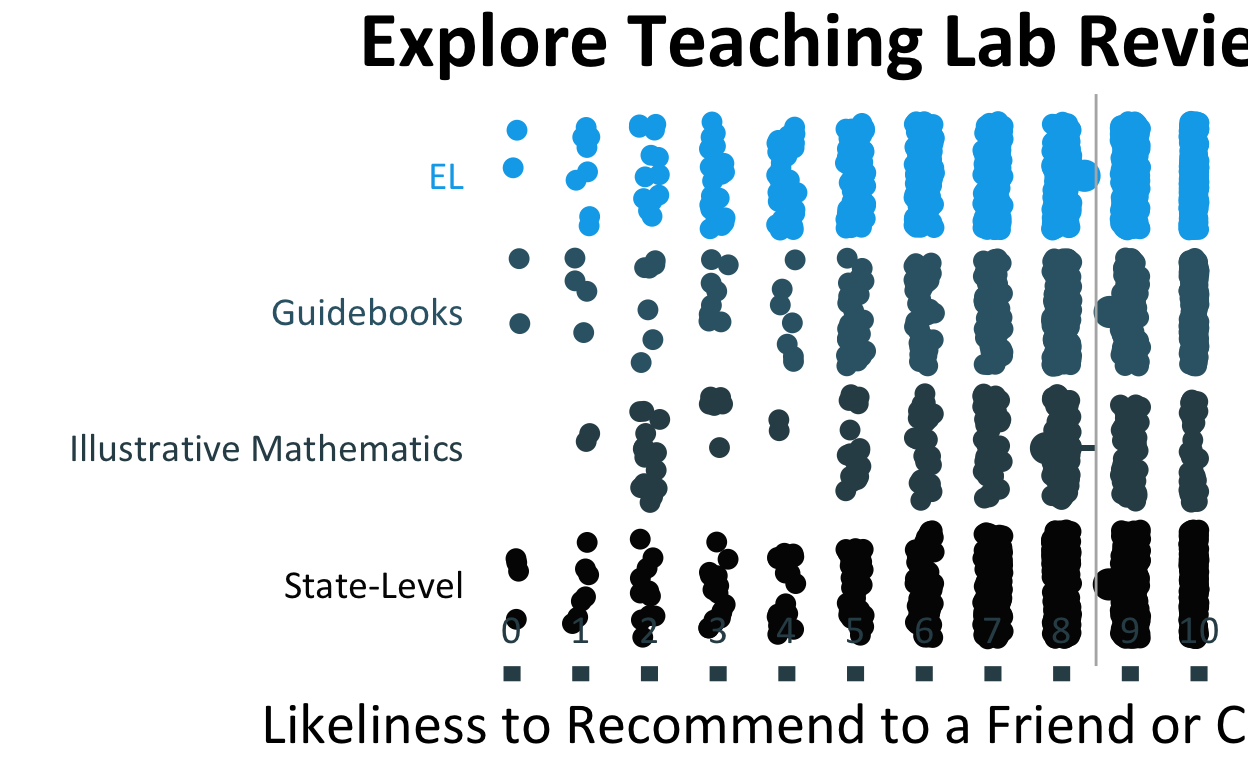 Explore Teaching Lab Revie
EL
Guidebooks
Illustrative Mathematics
State-Level
0 1 2 3 4 5 6 7 8 9 10
Likeliness to Recommend to a Friend or C